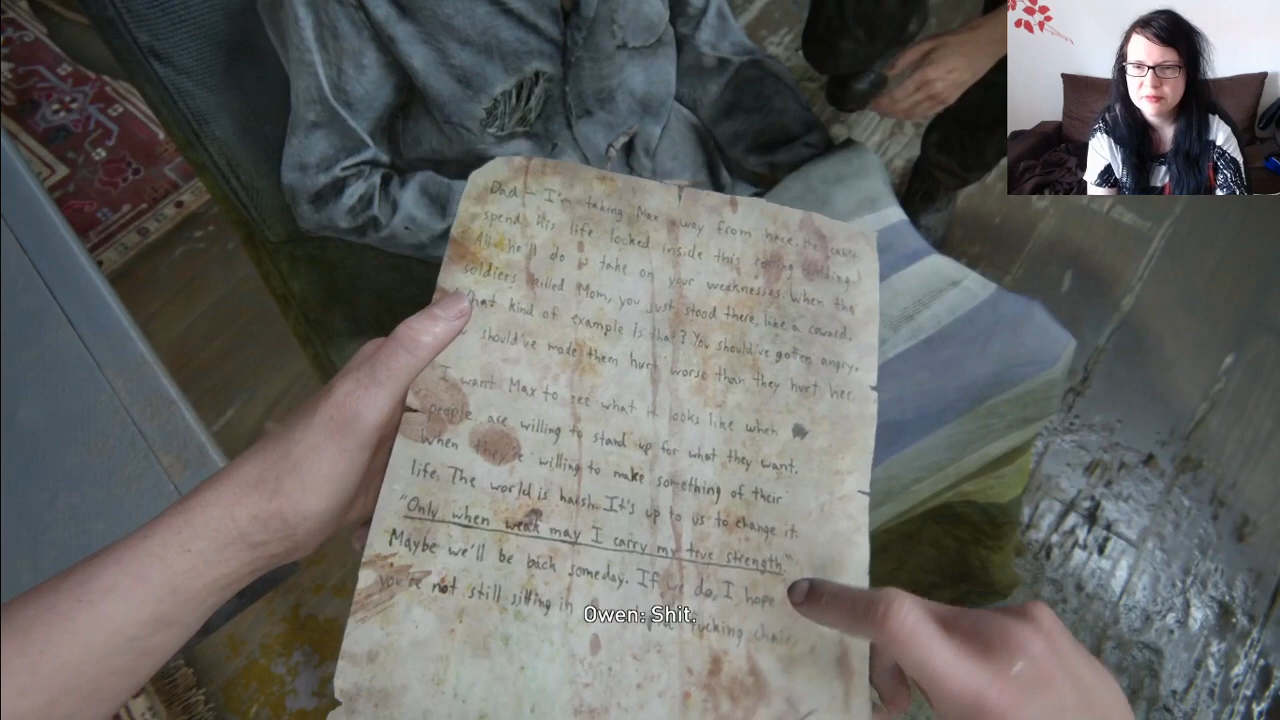 Dad - I'm taking Max away from here. He can't
spend his life locked inside this rotting building!
All he'll do is take on your weaknesses. When the
soldiers killed Mom, you just stood there, like a coward.
What kind of example is that? You should've gotten angry.
should've made them hurt worse than they hurt her
I want Max to see what it looks like when
people are willing to stand up for what they want.
When they're willing to make something of their
life. The world is harsh. It's up to us to change it.
"Only when weak may I carry my true strength."
Maybe we'll be back someday. If we do, I hope
you're not still sitting in fucking chair.
Owen: Shit.